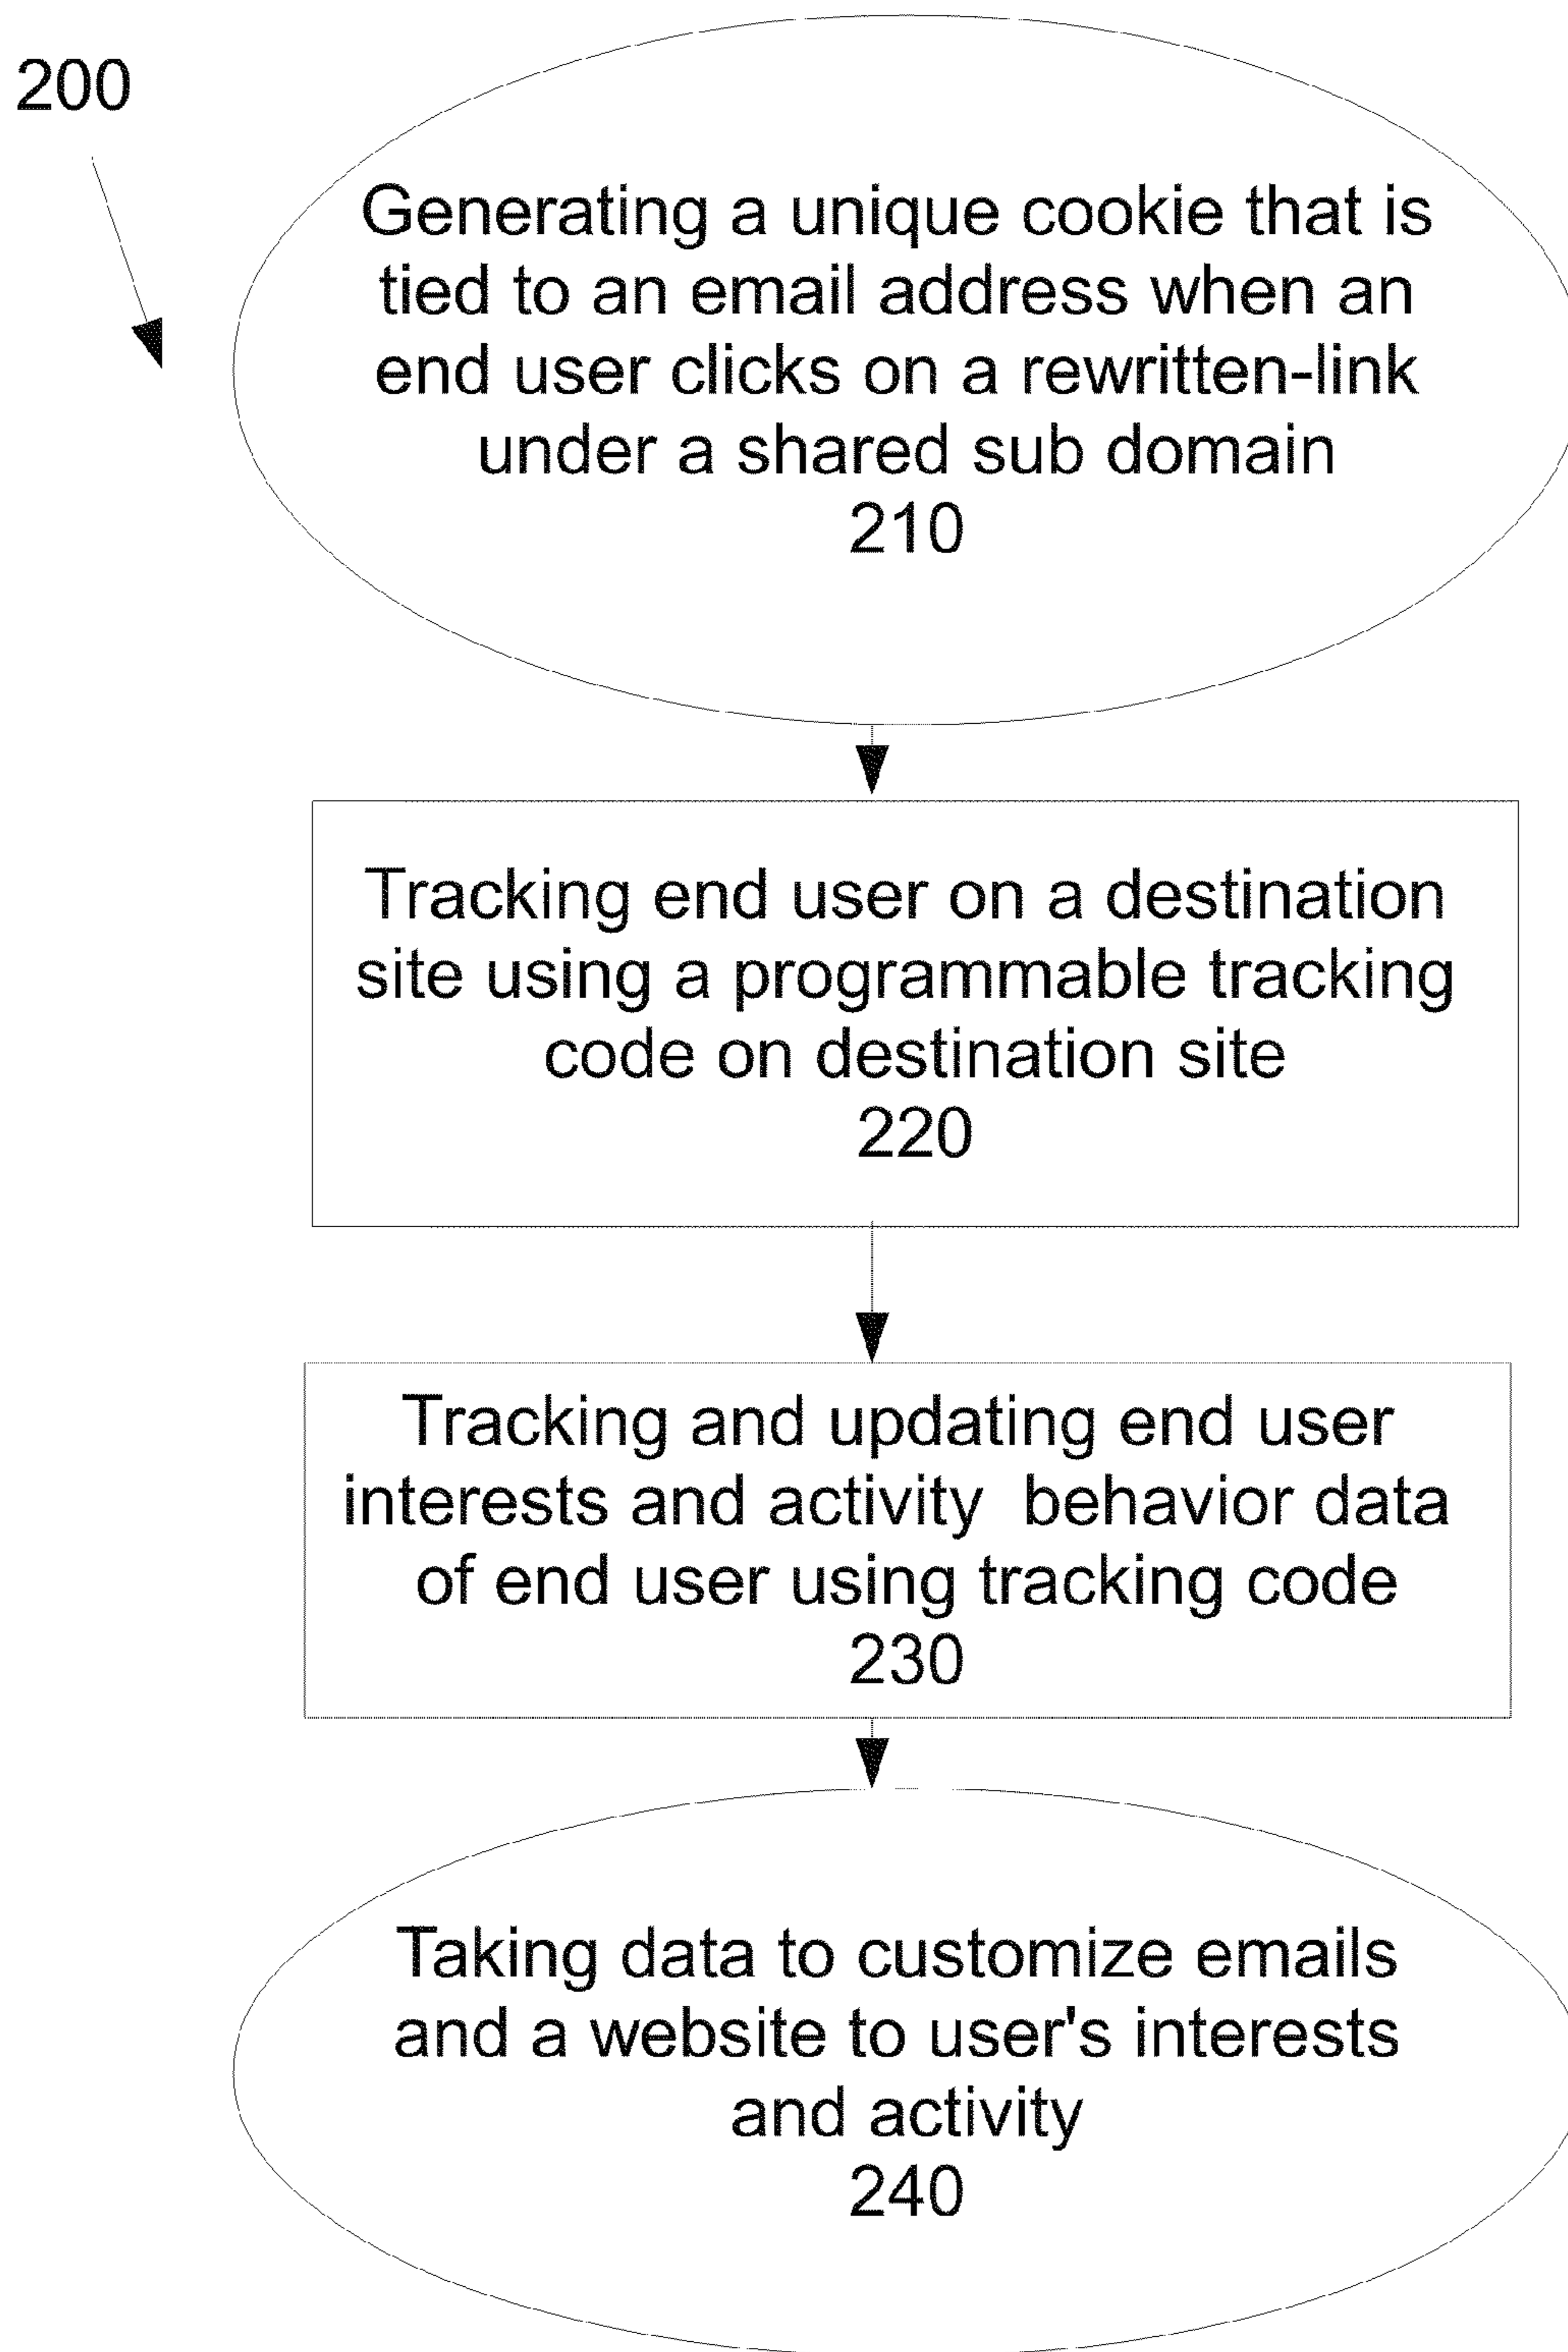 200
Generating a unique cookie that is
tied to an email address when an
end user clicks on a rewritten-link
under a shared sub domain
210
Tracking end user on a destination
site using a programmable tracking
code on destination site
220
Tracking and updating end user
interests and activity  behavior data
of end user using tracking code
230
Taking data to customize emails
and a website to user's interests
and activity
240